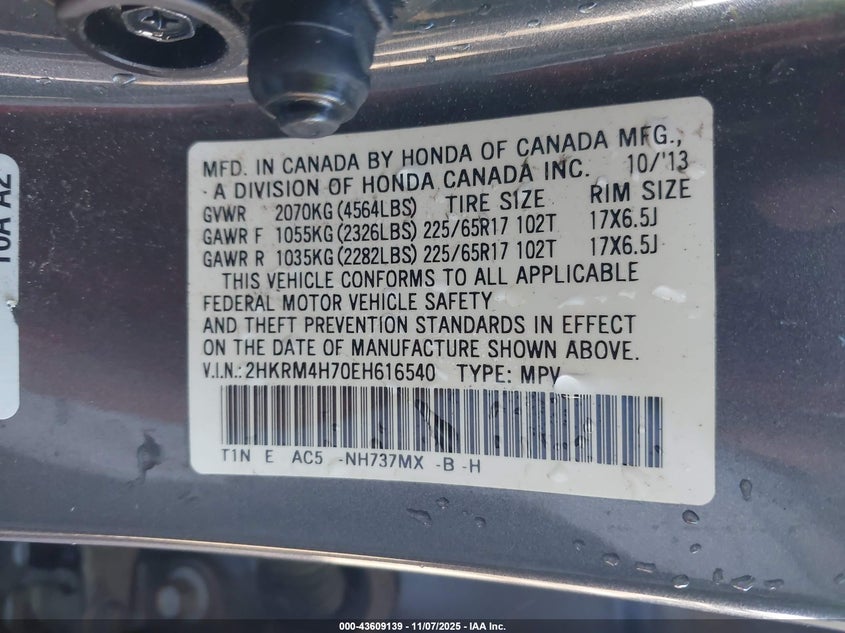 MFD. IN CANADA BY HONDA OF CANADA MFG.,
A DIVISION OF HONDA CANADA INC. 10/'13
GVWR 2070KG(4564LBS) TIRE SIZE RIM SIZE
GAWR F 1055KG(2326LBS) 225/65R17 102T 17X6.5J
GAWR R 1035KG(2282LBS) 225/65R17 102T 17X6.5J
THIS VEHICLE CONFORMS TO ALL APPLICABLE
FEDERAL MOTOR VEHICLE SAFETY
AND THEFT PREVENTION STANDARDS IN EFFECT
ON THE DATE OF MANUFACTURE SHOWN ABOVE.
V.I.N.:2HKRM4H70EH616540 TYPE: MPV
T1N E AC5 -NH737MX -B -H
000-43609139 - 11/07/2025 - IAA Inc.